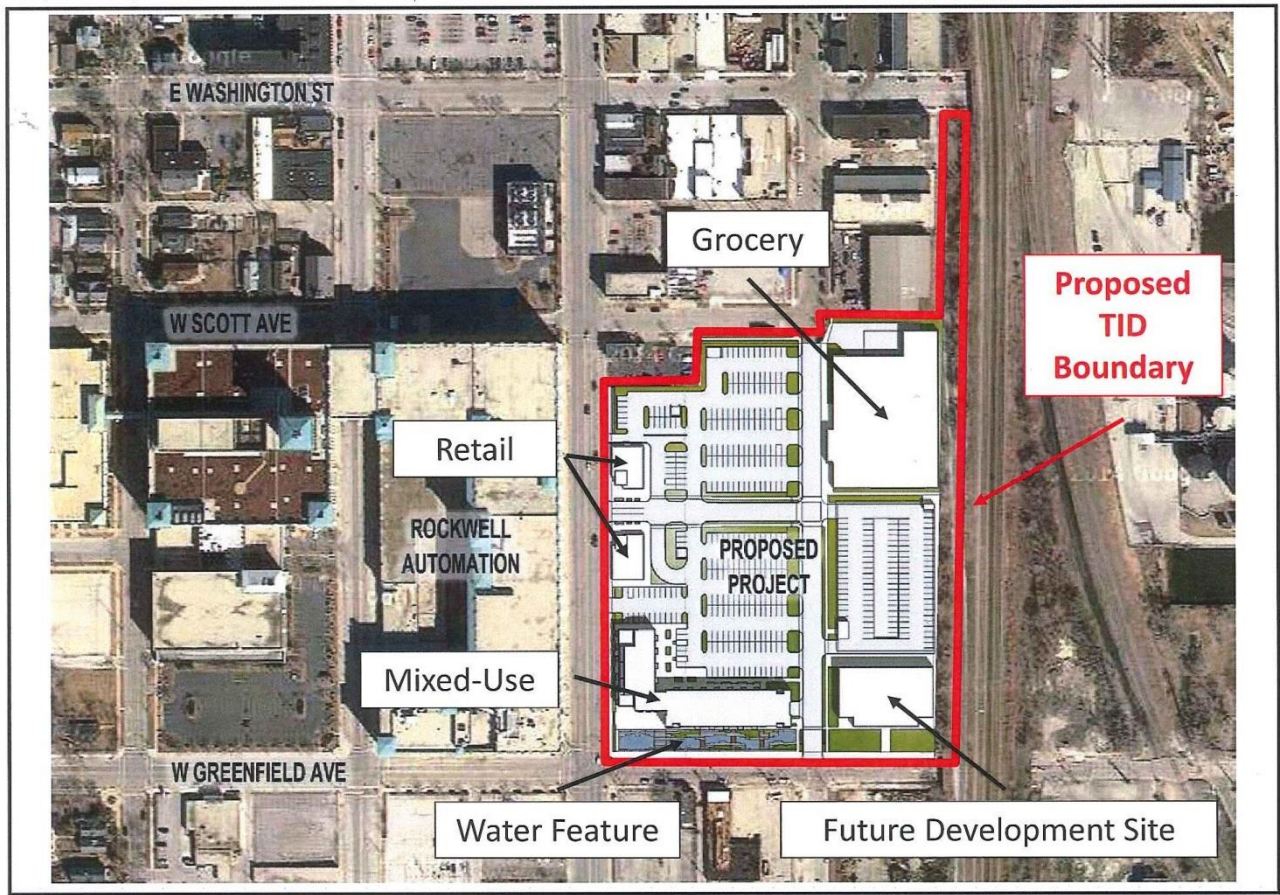 E WASHINGTON ST
Grocery
Proposed
TID
Boundary
W SCOTT AVE
Retail
ROCKWELL
AUTOMATION
PROPOSED
PROJECT
Mixed-Use
W GREENFIELD AVE
Water Feature
Future Development Site